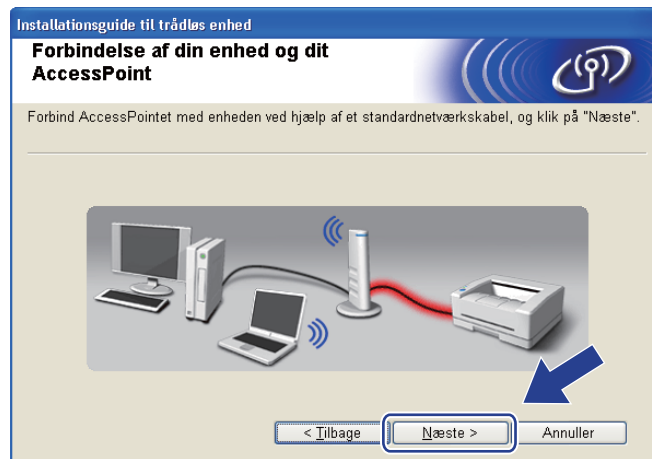 Installationsguide til trådløs enhed
Forbindelse af din enhed og dit
AccessPoint
Forbind AccessPointet med enheden ved hjælp af et standardnetværkskabel, og klik på "Næste".
< Tilbage
Næste >
Annuller